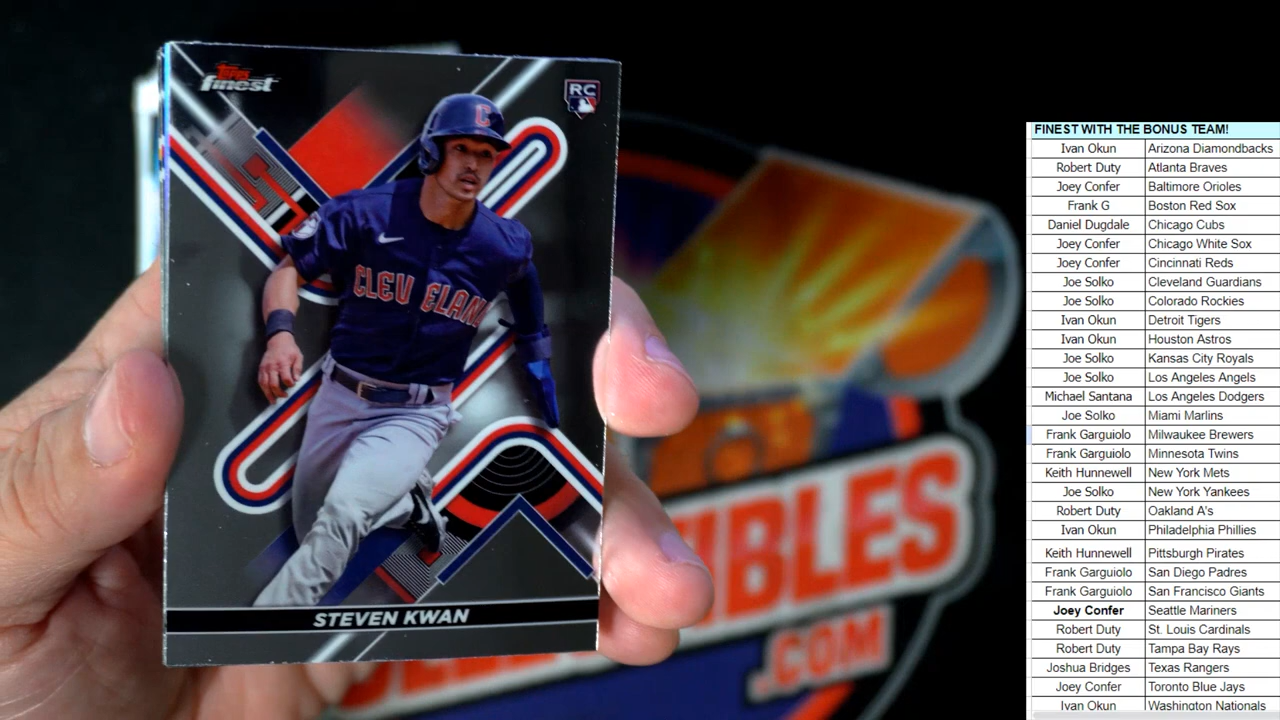 TOPPS
finest
RC
C
CLEVELAND
STEVEN KWAN
IBLES
.COM
FINEST WITH THE BONUS TEAM!
Ivan Okun Arizona Diamondbacks
Robert Duty Atlanta Braves
Joey Confer Baltimore Orioles
Frank G Boston Red Sox
Daniel Dugdale Chicago Cubs
Joey Confer Chicago White Sox
Joey Confer Cincinnati Reds
Joe Solko Cleveland Guardians
Joe Solko Colorado Rockies
Ivan Okun Detroit Tigers
Ivan Okun Houston Astros
Joe Solko Kansas City Royals
Joe Solko Los Angeles Angels
Michael Santana Los Angeles Dodgers
Joe Solko Miami Marlins
Frank Garguiolo Milwaukee Brewers
Frank Garguiolo Minnesota Twins
Keith Hunnewell New York Mets
Joe Solko New York Yankees
Robert Duty Oakland A's
Ivan Okun Philadelphia Phillies
Keith Hunnewell Pittsburgh Pirates
Frank Garguiolo San Diego Padres
Frank Garguiolo San Francisco Giants
Joey Confer Seattle Mariners
Robert Duty St. Louis Cardinals
Robert Duty Tampa Bay Rays
Joshua Bridges Texas Rangers
Joey Confer Toronto Blue Jays
Ivan Okun Washington Nationals